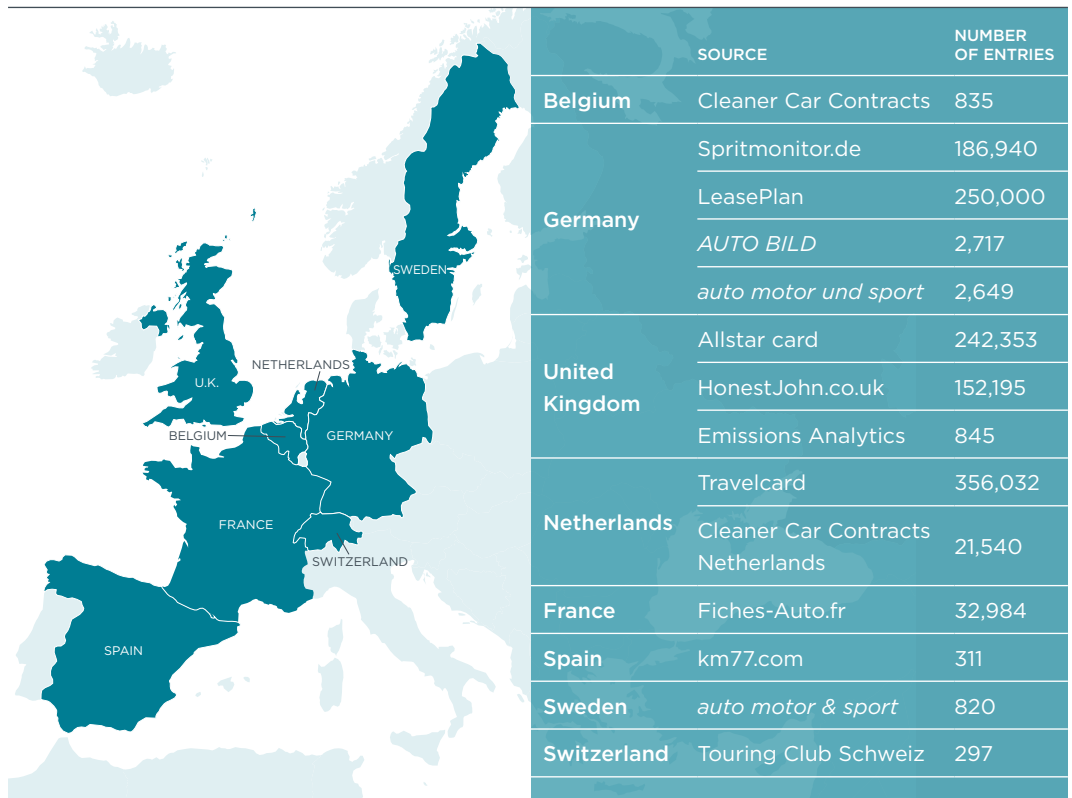 SWEDEN
NETHERLANDS
U.K.
BELGIUM
GERMANY
FRANCE
SWITZERLAND
SPAIN
SOURCE
NUMBER
OF ENTRIES
Belgium
Cleaner Car Contracts
835
Germany
Spritmonitor.de
186,940
LeasePlan
250,000
AUTO BILD
2,717
auto motor und sport
2,649
United
Kingdom
Allstar card
242,353
HonestJohn.co.uk
152,195
Emissions Analytics
845
Netherlands
Travelcard
356,032
Cleaner Car Contracts
Netherlands
21,540
France
Fiches-Auto.fr
32,984
Spain
km77.com
311
Sweden
auto motor & sport
820
Switzerland
Touring Club Schweiz
297